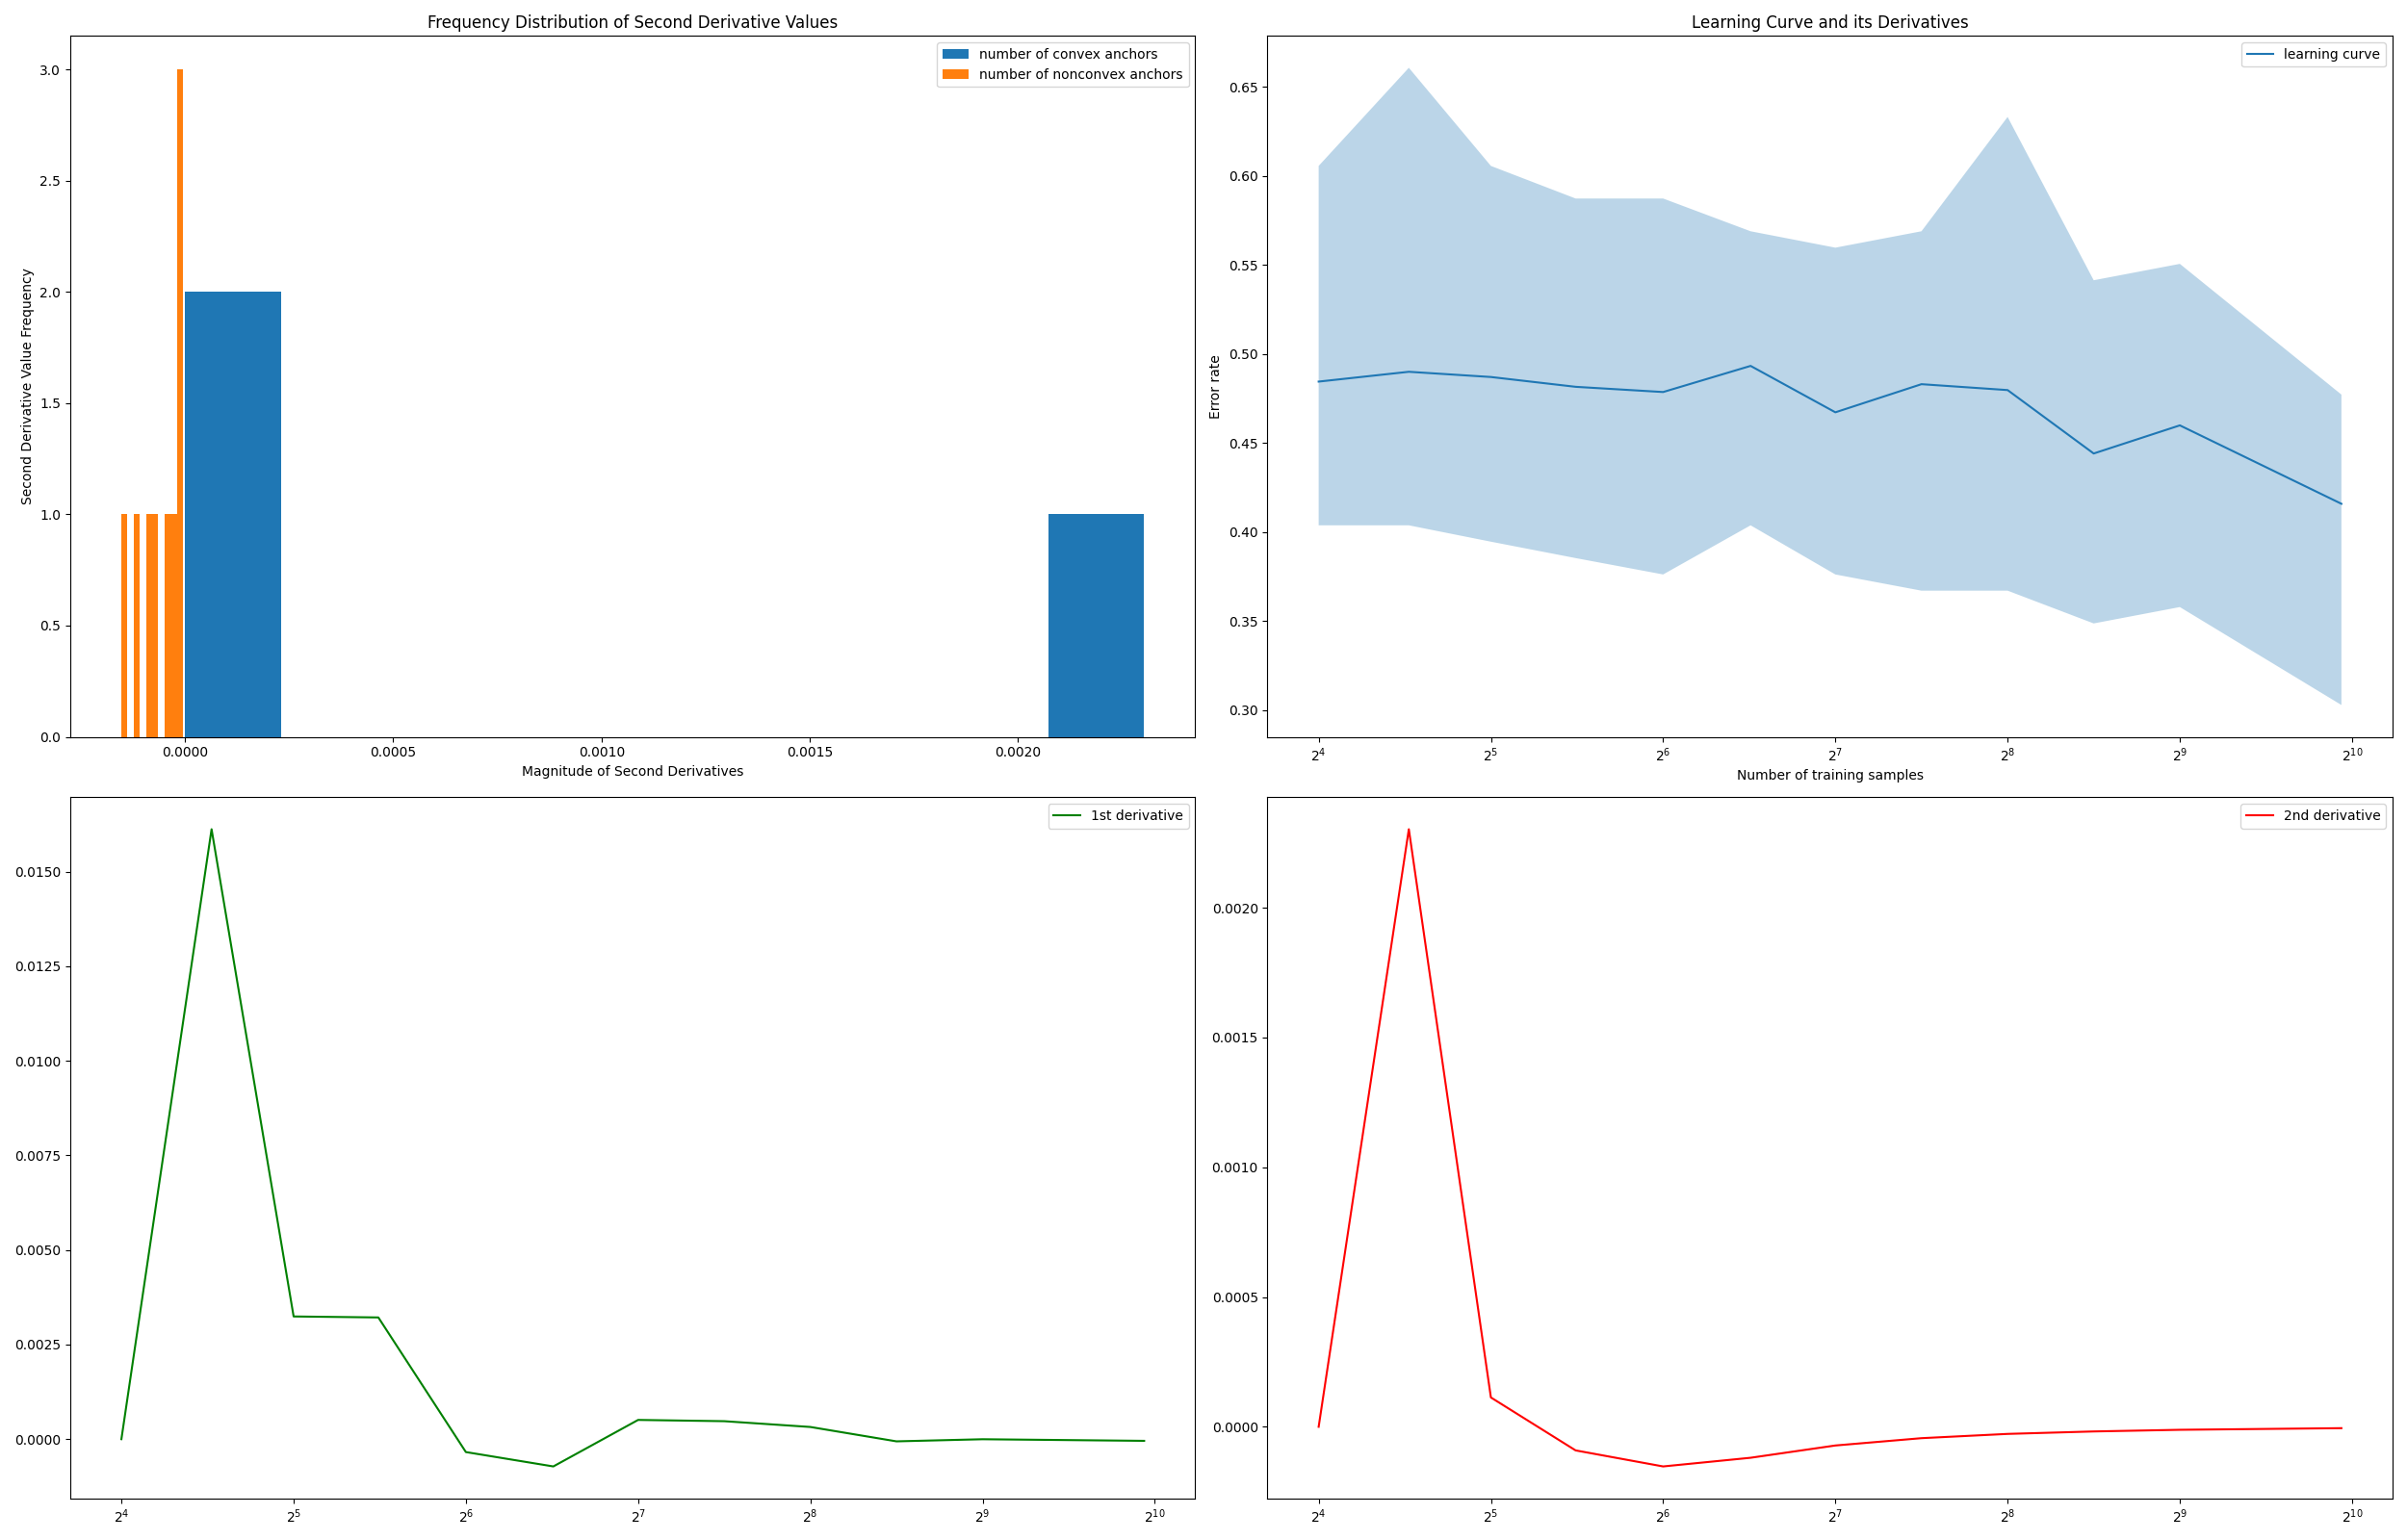 Frequency Distribution of Second Derivative Values
number of convex anchors
number of nonconvex anchors
Second Derivative Value Frequency
3.0
2.5
2.0
1.5
1.0
0.5
0.0
0.0000 0.0005 0.0010 0.0015 0.0020
Magnitude of Second Derivatives
Learning Curve and its Derivatives
learning curve
Error rate
0.65
0.60
0.55
0.50
0.45
0.40
0.35
0.30
2^4 2^5 2^6 2^7 2^8 2^9 2^10
Number of training samples
1st derivative
0.0150
0.0125
0.0100
0.0075
0.0050
0.0025
0.0000
2^4 2^5 2^6 2^7 2^8 2^9 2^10
2nd derivative
0.0020
0.0015
0.0010
0.0005
0.0000
2^4 2^5 2^6 2^7 2^8 2^9 2^10